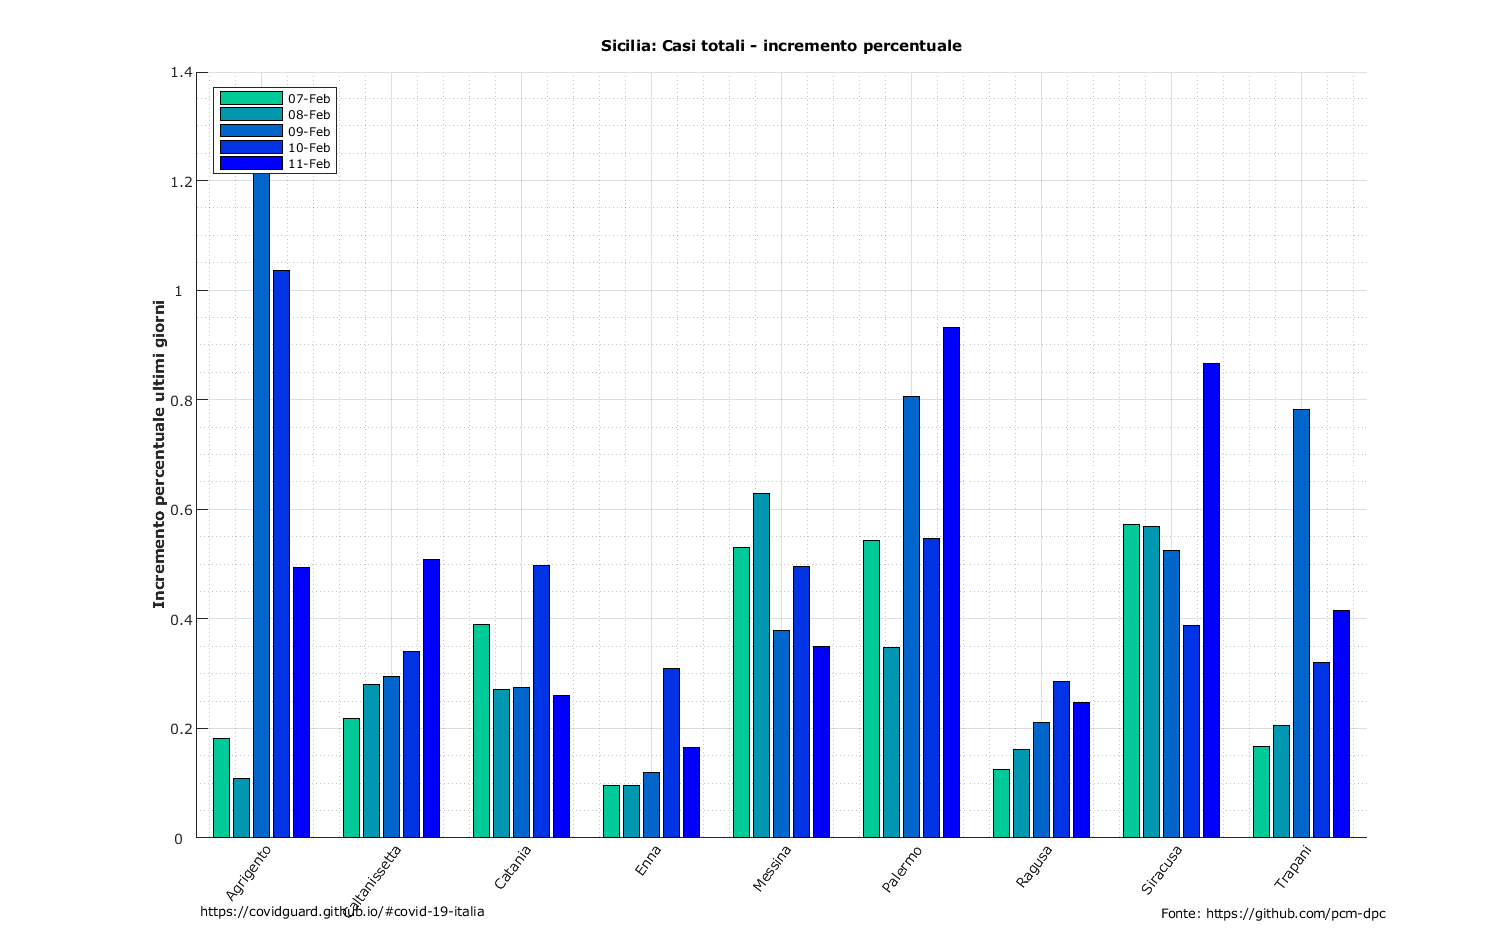 Sicilia: Casi totali - incremento percentuale
Incremento percentuale ultimi giorni
1.4
1.2
1
0.8
0.6
0.4
0.2
0
07-Feb
08-Feb
09-Feb
10-Feb
11-Feb
Agrigento
Caltanissetta
Catania
Enna
Messina
Palermo
Ragusa
Siracusa
Trapani
https://covidguard.github.io/#covid-19-italia
Fonte: https://github.com/pcm-dpc